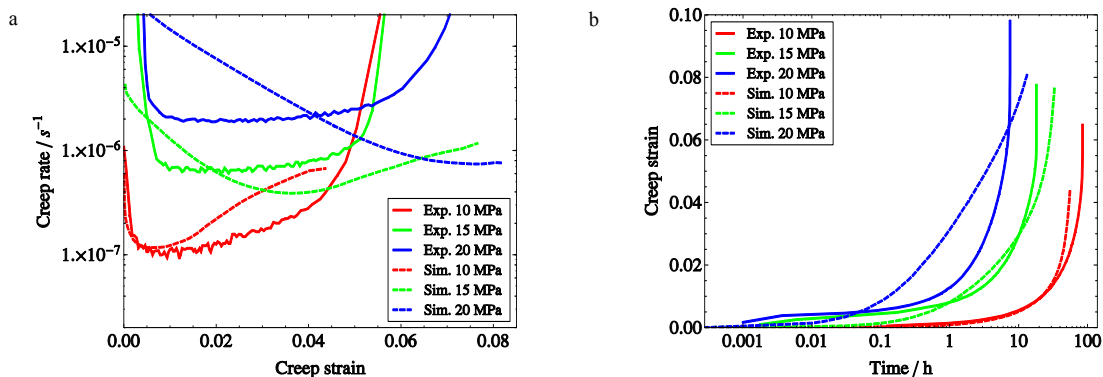 a
Creep rate / s⁻¹
1.×10⁻⁵
1.×10⁻⁶
1.×10⁻⁷
0.00 0.02 0.04 0.06 0.08
Creep strain
Exp. 10 MPa
Exp. 15 MPa
Exp. 20 MPa
Sim. 10 MPa
Sim. 15 MPa
Sim. 20 MPa
b
Creep strain
0.10
0.08
0.06
0.04
0.02
0.00
0.001 0.01 0.1 1 10 100
Time / h
Exp. 10 MPa
Exp. 15 MPa
Exp. 20 MPa
Sim. 10 MPa
Sim. 15 MPa
Sim. 20 MPa